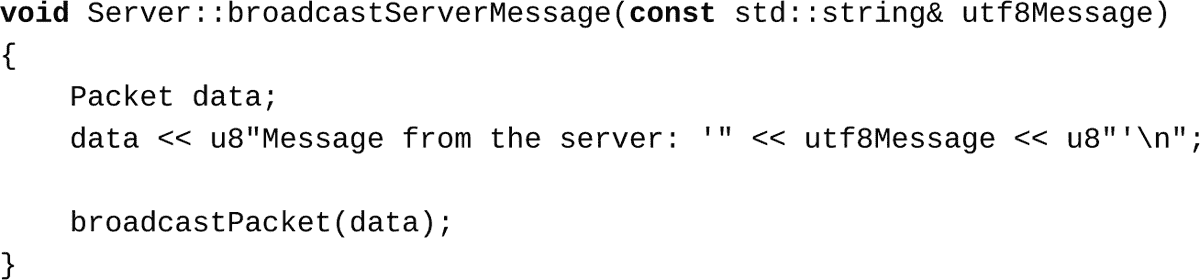 void Server::broadcastServerMessage(const std::string& utf8Message)
{
    Packet data;
    data << u8"Message from the server: '" << utf8Message << u8"'\n";

    broadcastPacket(data);
}